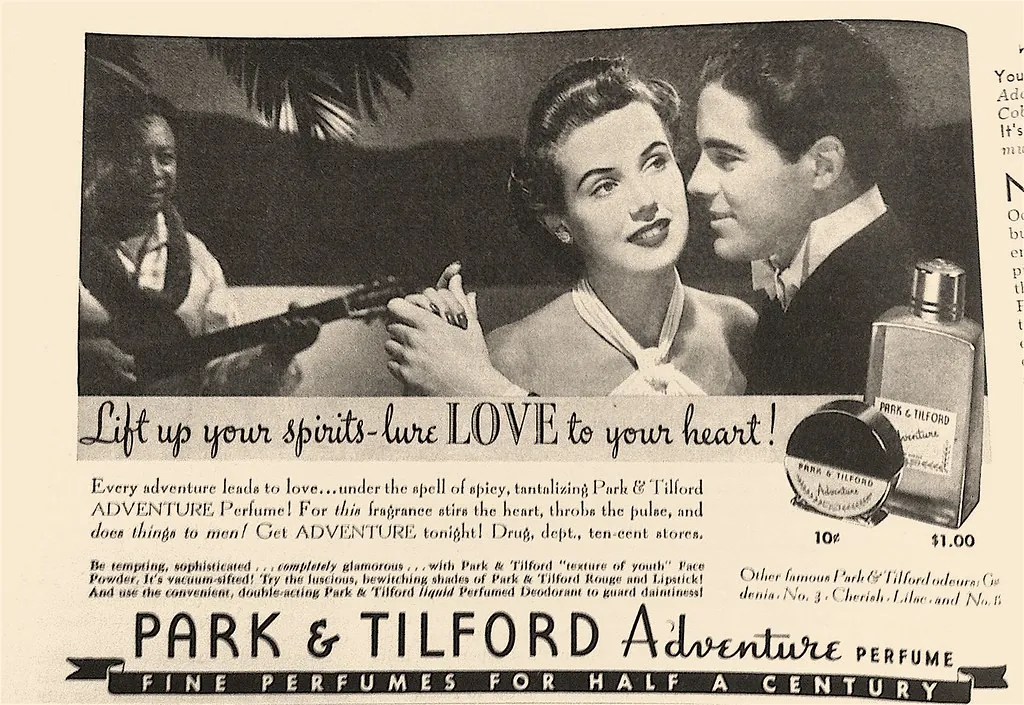 Lift up your spirits-lure LOVE to your heart!
Every adventure leads to love...under the spell of spicy, tantalizing Park & Tilford
ADVENTURE Perfume! For this fragrance stirs the heart, throbs the pulse, and
does things to men! Get ADVENTURE tonight! Drug, dept., ten-cent stores.
Be tempting, sophisticated...completely glamorous...with Park & Tilford "texture of youth" Face
Powder. It's vacuum-sifted! Try the luscious, bewitching shades of Park & Tilford Rouge and Lipstick!
And use the convenient, double-acting Park & Tilford liquid Perfumed Deodorant to guard daintiness!
PARK & TILFORD
Adventure
PARK & TILFORD
Adventure
10¢
$1.00
Other famous Park & Tilford odeurs: Ga
denia. No. 3. Cherish. Lilac. and No.
PARK & TILFORD Adventure PERFUME
FINE PERFUMES FOR HALF A CENTURY
You
Col
It's
mu